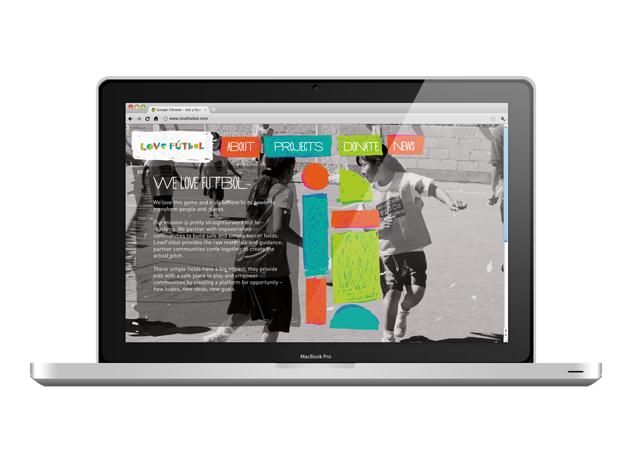 Google Chrome - Get a fa
www.lovefutbol.com
LOVE FÚTBOL
ABOUT
PROJECTS
DONATE
NEWS
WE LOVE FUTBOL.
We love this game and truly believe in its power to
transform people and places.
Our mission is pretty straightforward but far-
reaching. We partner with impoverished
communities to build safe and simple soccer fields.
LoveFútbol provides the raw materials and guidance;
partner communities come together to create the
actual pitch.
These simple fields have a big impact; they provide
kids with a safe place to play and empower
communities by creating a platform for opportunity –
new hopes, new ideas, new goals.
MacBook Pro